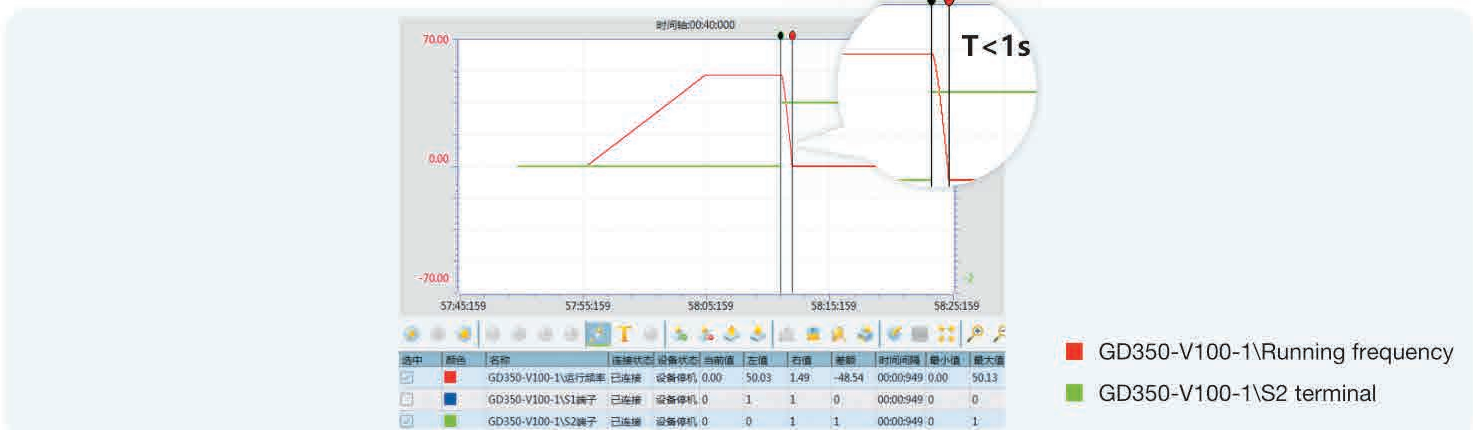 时间轴:00:40:000
70.00
T<1s
0.00
-70.00
-2
57:45:159 57:55:159 58:05:159 58:15:159 58:25:159
选中 颜色 名称 连接状态 设备状态 当前值 左值 右值 差额 时间间隔 最小值 最大值
GD350-V100-1\运行频率 已连接 设备停机 0.00 50.03 1.49 -48.54 00:00:949 0.00 50.13
GD350-V100-1\S1端子 已连接 设备停机 0 1 1 0 00:00:949 0 0
GD350-V100-1\S2端子 已连接 设备停机 0 0 1 1 00:00:949 0 1
GD350-V100-1\Running frequency
GD350-V100-1\S2 terminal